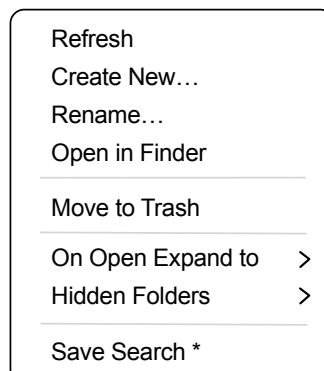 Refresh
Create New…
Rename…
Open in Finder
Move to Trash
On Open Expand to >
Hidden Folders >
Save Search *